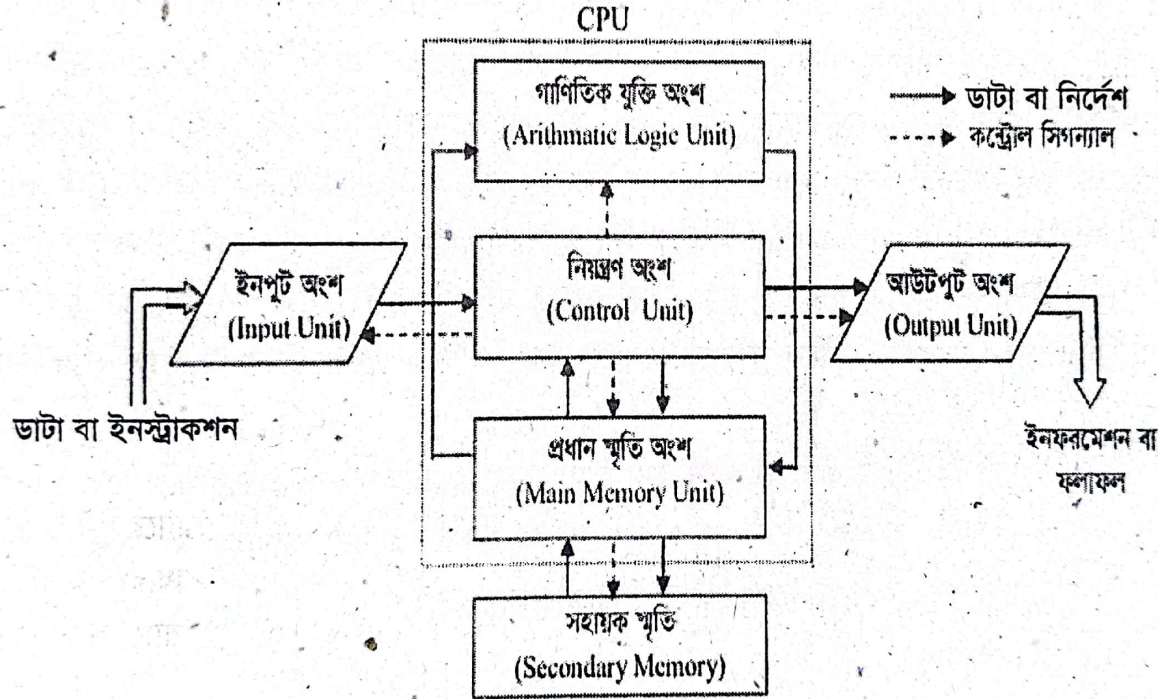 CPU
গাণিতিক যুক্তি অংশ
(Arithmatic Logic Unit)
ডাটা বা নির্দেশ
কন্ট্রোল সিগন্যাল
ইনপুট অংশ
(Input Unit)
নিয়ন্ত্রণ অংশ
(Control Unit)
আউটপুট অংশ
(Output Unit)
ডাটা বা ইনস্ট্রাকশন
প্রধান স্মৃতি অংশ
(Main Memory Unit)
ইনফরমেশন বা
ফলাফল
সহায়ক স্মৃতি
(Secondary Memory)